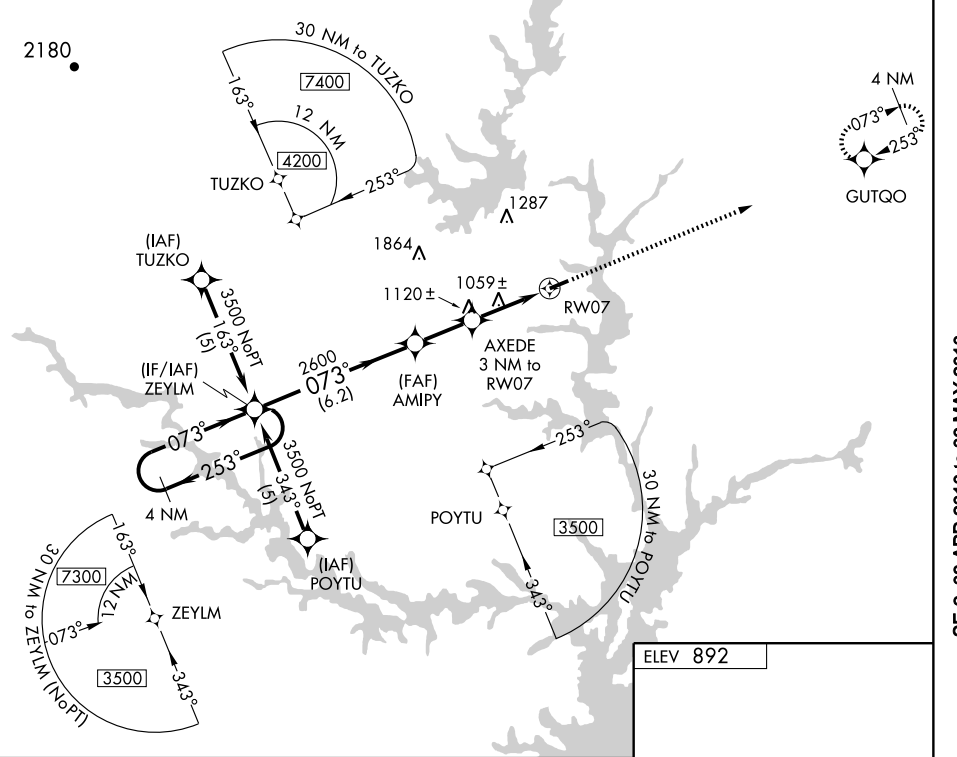 2180
30 NM to TUZKO
7400
163°
12 NM
4200
TUZKO
253°
4 NM
073°
253°
GUTQO
1287
1864
(IAF)
TUZKO
3500 NoPT
163°
(5)
1120 ±
1059 ±
RW07
AXEDE
3 NM to
RW07
(IF/IAF)
ZEYLM
2600
073°
(6.2)
(FAF)
AMIPY
073°
253°
4 NM
3500 NoPT
343°
(5)
(IAF)
POYTU
253°
POYTU
3500
30 NM to POYTU
343°
163°
7300
12 NM
ZEYLM
073°
30 NM to ZEYLM (NoPT)
3500
343°
ELEV 892